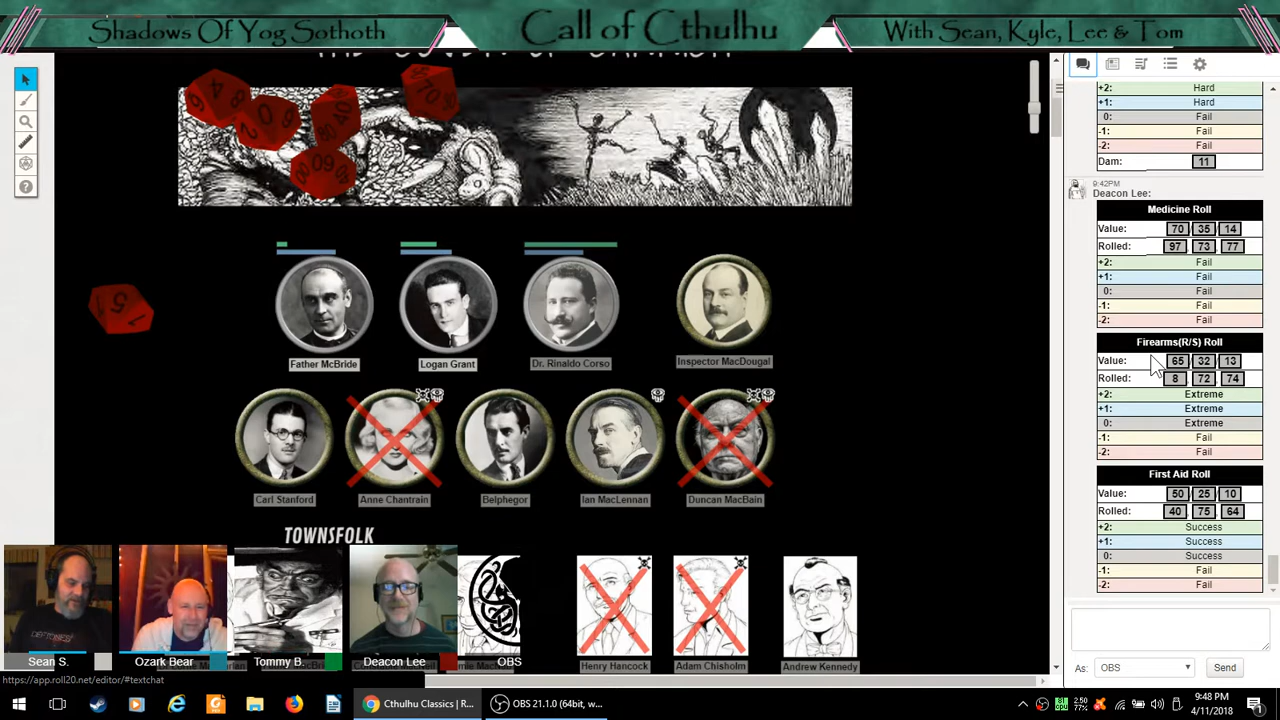 Shadows Of Yog Sothoth
Call of Cthulhu
With Sean, Kyle, Lee & Tom
+2: Hard
+1: Hard
0: Fail
-1: Fail
-2: Fail
Dam: 11
9:42PM
Deacon Lee:
Medicine Roll
Value: 70 35 14
Rolled: 97 73 77
+2: Fail
+1: Fail
0: Fail
-1: Fail
-2: Fail
Firearms(R/S) Roll
Value: 65 32 13
Rolled: 8 72 74
+2: Extreme
+1: Extreme
0: Extreme
-1: Fail
-2: Fail
First Aid Roll
Value: 50 25 10
Rolled: 40 75 64
+2: Success
+1: Success
0: Success
-1: Fail
-2: Fail
As: OBS Send
Father McBride
Logan Grant
Dr. Rinaldo Corso
Inspector MacDougal
Carl Stanford
Anne Chantrain
Belphegor
Ian MacLennan
Duncan MacBain
TOWNSFOLK
Henry Hancock
Adam Chisholm
Andrew Kennedy
DEFTONES
Sean S.
Ozark Bear
Tommy B.
Deacon Lee
OBS
https://app.roll20.net/editor/#textchat
Cthulhu Classics | R...
OBS 21.1.0 (64bit, w...
9:48 PM
4/11/2018